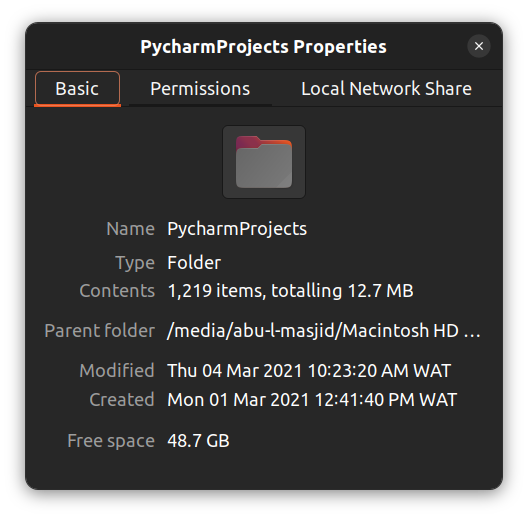 PycharmProjects Properties
Basic Permissions Local Network Share
Name PycharmProjects
Type Folder
Contents 1,219 items, totalling 12.7 MB
Parent folder /media/abu-l-masjid/Macintosh HD …
Modified Thu 04 Mar 2021 10:23:20 AM WAT
Created Mon 01 Mar 2021 12:41:40 PM WAT
Free space 48.7 GB